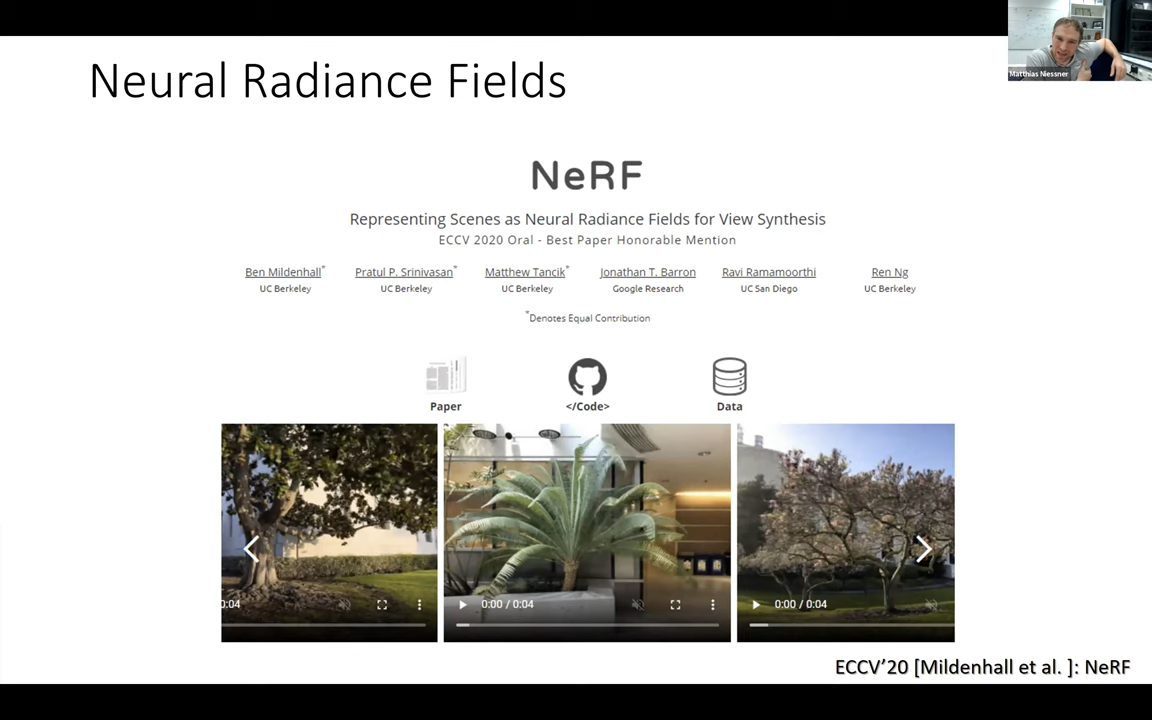 Neural Radiance Fields
Matthias Niessner
NeRF
Representing Scenes as Neural Radiance Fields for View Synthesis
ECCV 2020 Oral - Best Paper Honorable Mention
Ben Mildenhall* Pratul P. Srinivasan* Matthew Tancik* Jonathan T. Barron Ravi Ramamoorthi Ren Ng
UC Berkeley UC Berkeley UC Berkeley Google Research UC San Diego UC Berkeley
*Denotes Equal Contribution
Paper </Code> Data
0:04 0:00 / 0:04 0:00 / 0:04
ECCV'20 [Mildenhall et al. ]: NeRF